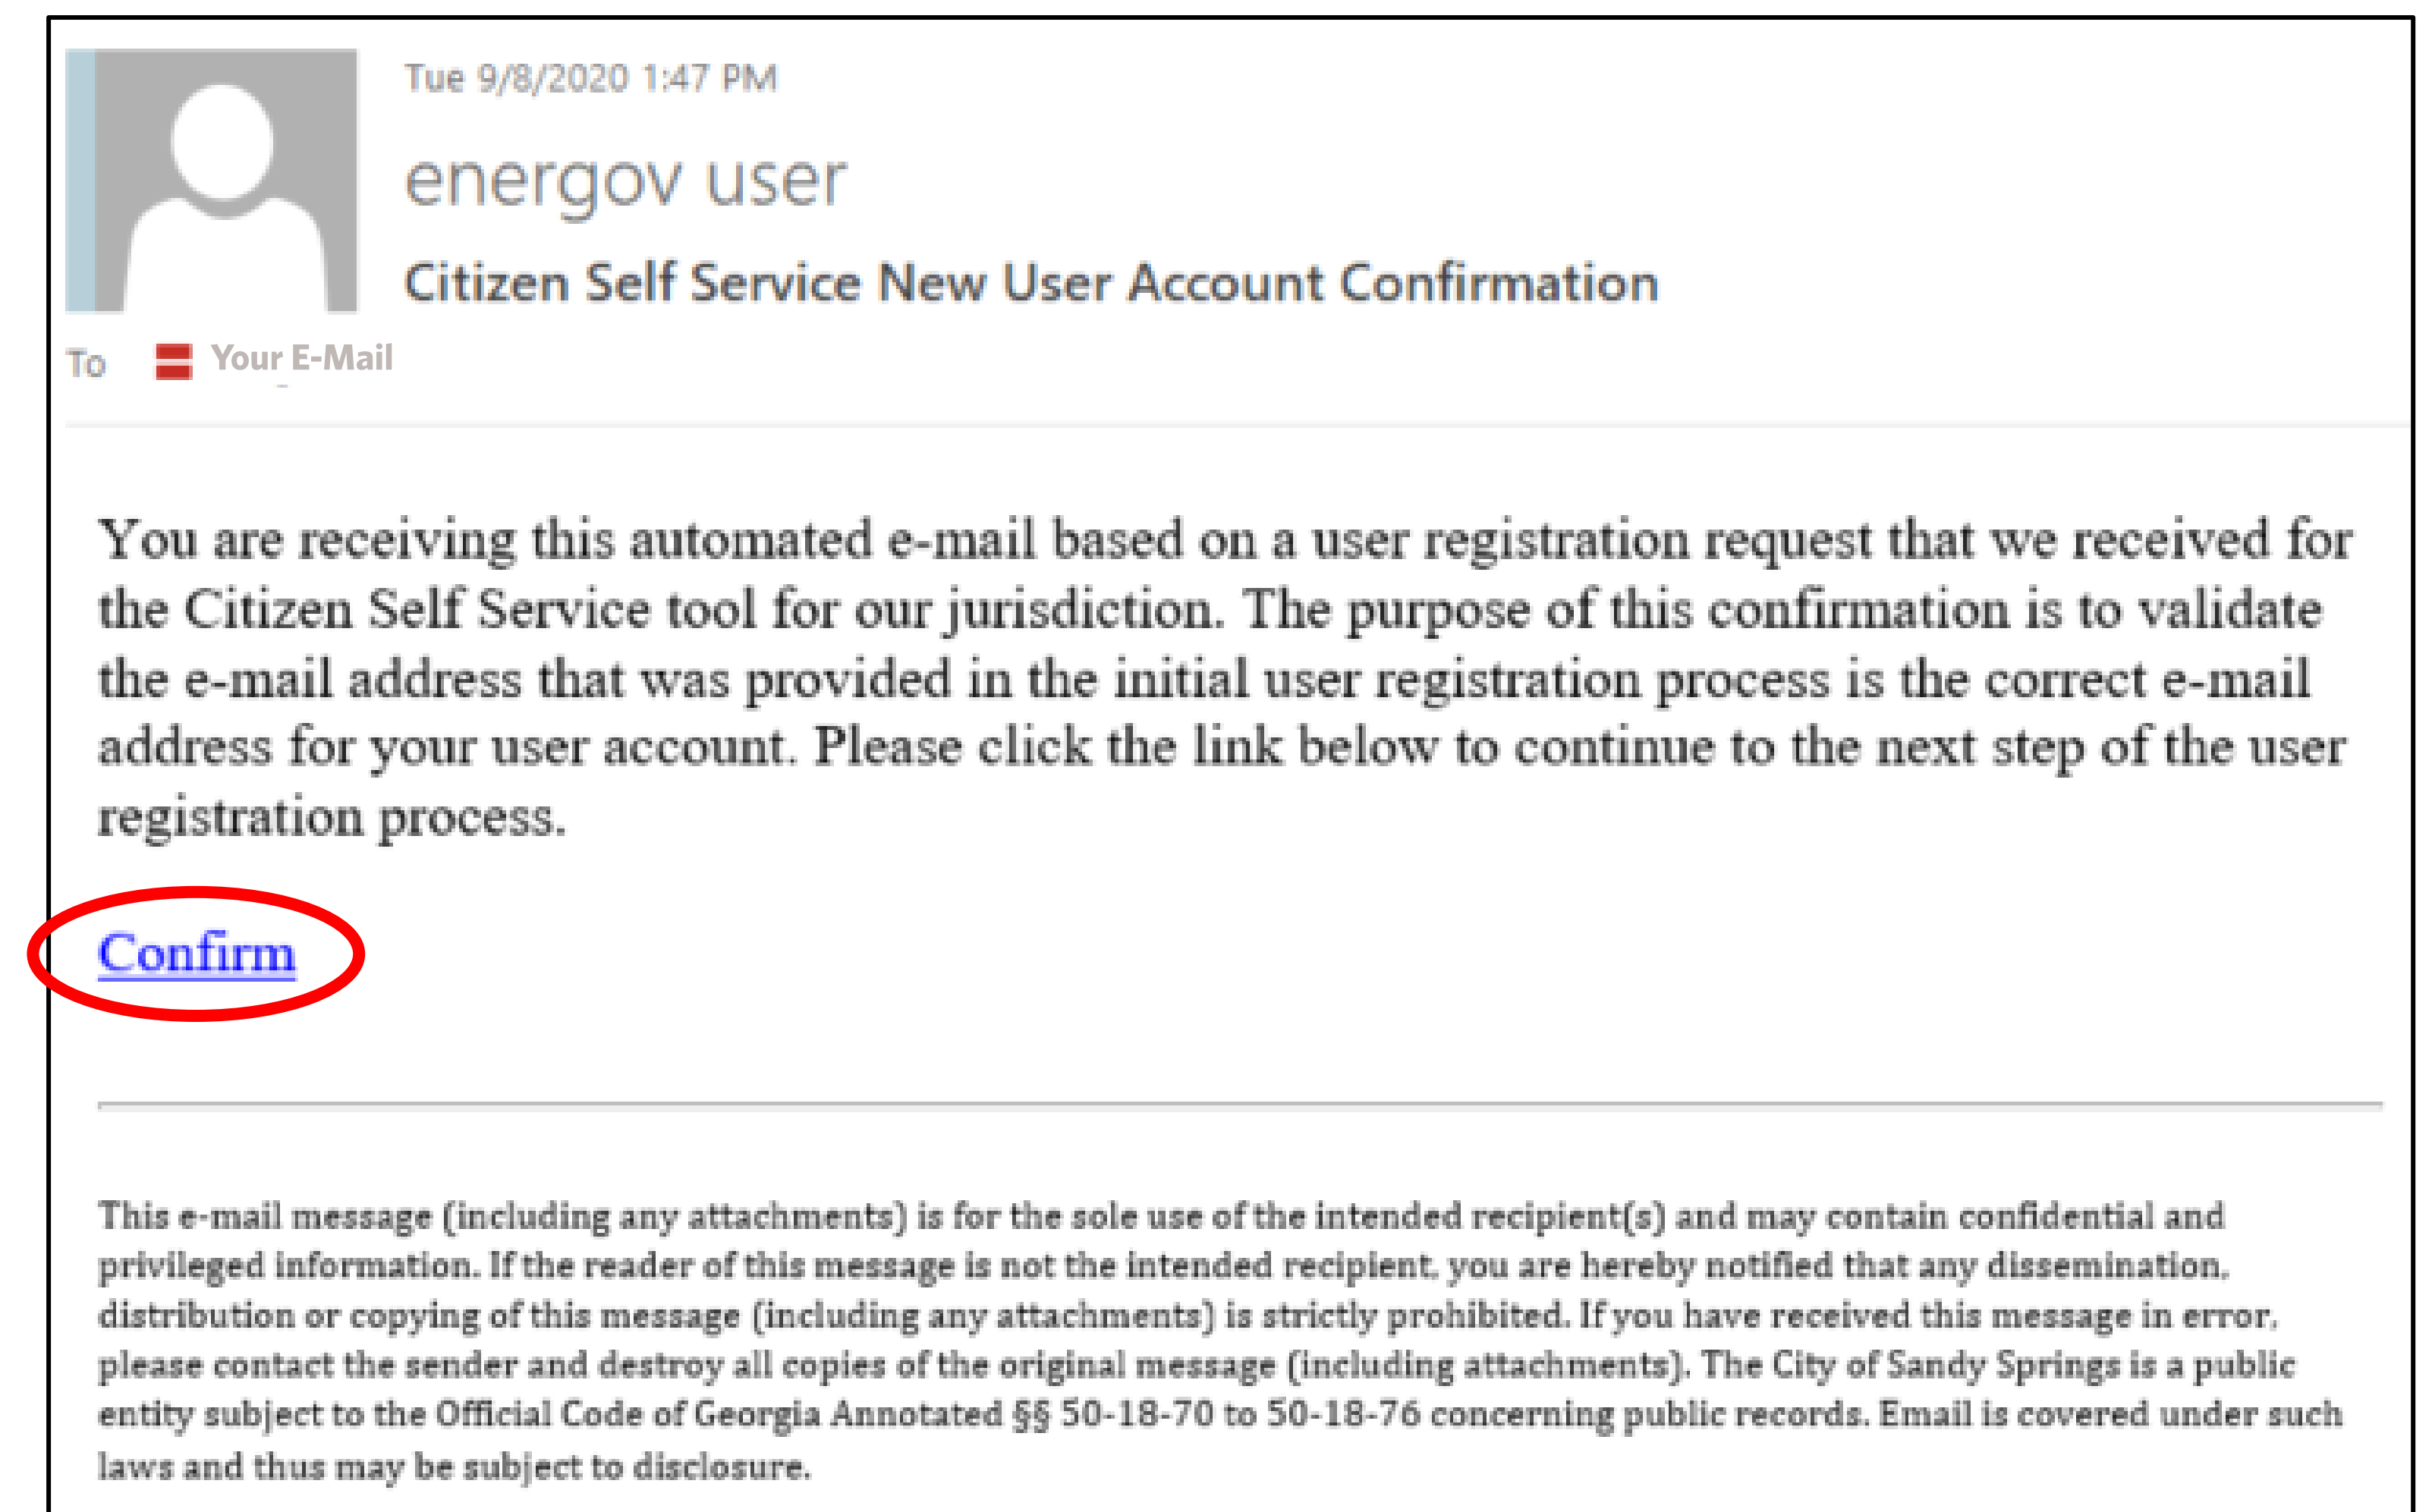 Tue 9/8/2020 1:47 PM
energov user
Citizen Self Service New User Account Confirmation
To Your E-Mail
You are receiving this automated e-mail based on a user registration request that we received for
the Citizen Self Service tool for our jurisdiction. The purpose of this confirmation is to validate
the e-mail address that was provided in the initial user registration process is the correct e-mail
address for your user account. Please click the link below to continue to the next step of the user
registration process.
Confirm
This e-mail message (including any attachments) is for the sole use of the intended recipient(s) and may contain confidential and
privileged information. If the reader of this message is not the intended recipient, you are hereby notified that any dissemination,
distribution or copying of this message (including any attachments) is strictly prohibited. If you have received this message in error,
please contact the sender and destroy all copies of the original message (including attachments). The City of Sandy Springs is a public
entity subject to the Official Code of Georgia Annotated §§ 50-18-70 to 50-18-76 concerning public records. Email is covered under such
laws and thus may be subject to disclosure.